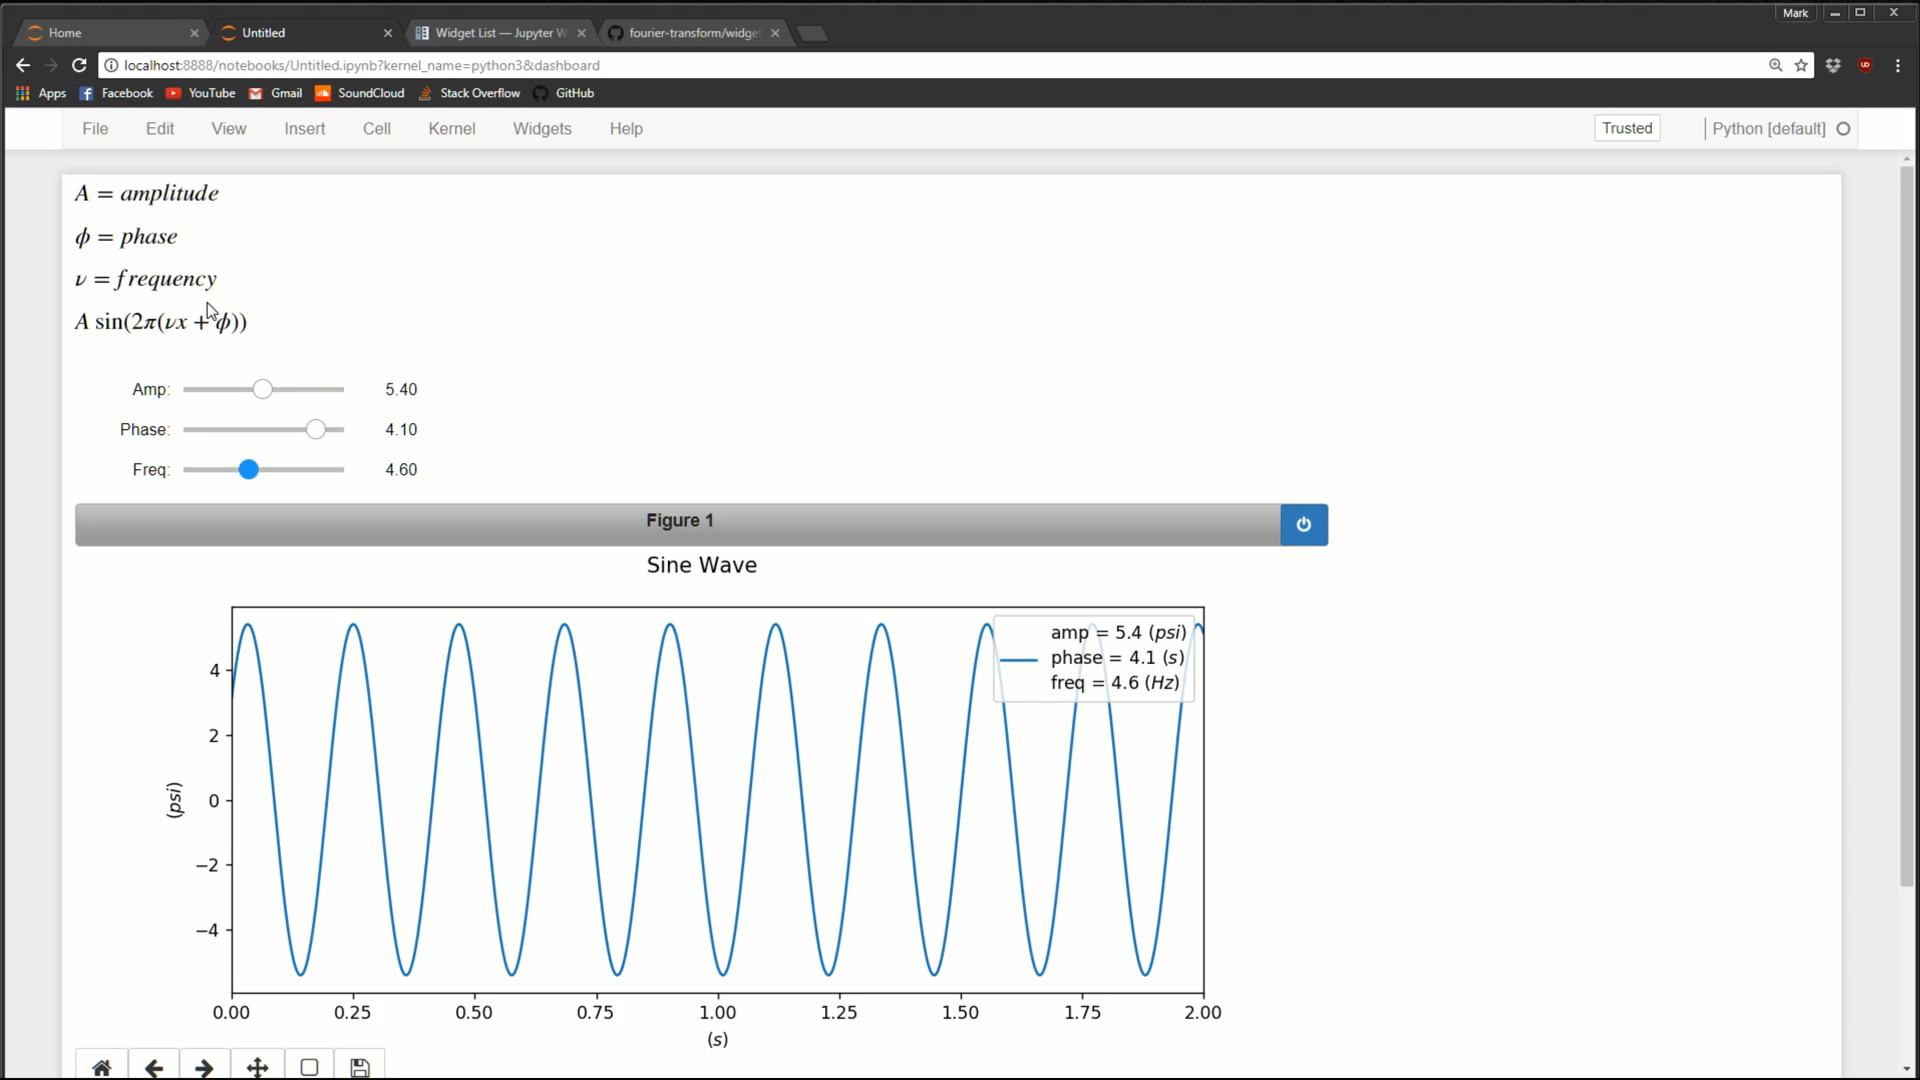 Mark
Home
Untitled
Widget List — Jupyter W
fourier-transform/widge
localhost:8888/notebooks/Untitled.ipynb?kernel_name=python3&dashboard
Apps Facebook YouTube Gmail SoundCloud Stack Overflow GitHub
File Edit View Insert Cell Kernel Widgets Help Trusted Python [default]
A = amplitude
ϕ = phase
ν = frequency
A sin(2π(νx + ϕ))
Amp: 5.40
Phase: 4.10
Freq: 4.60
Figure 1
Sine Wave
amp = 5.4 (psi)
phase = 4.1 (s)
freq = 4.6 (Hz)
4
2
0
−2
−4
(psi)
0.00 0.25 0.50 0.75 1.00 1.25 1.50 1.75 2.00
(s)